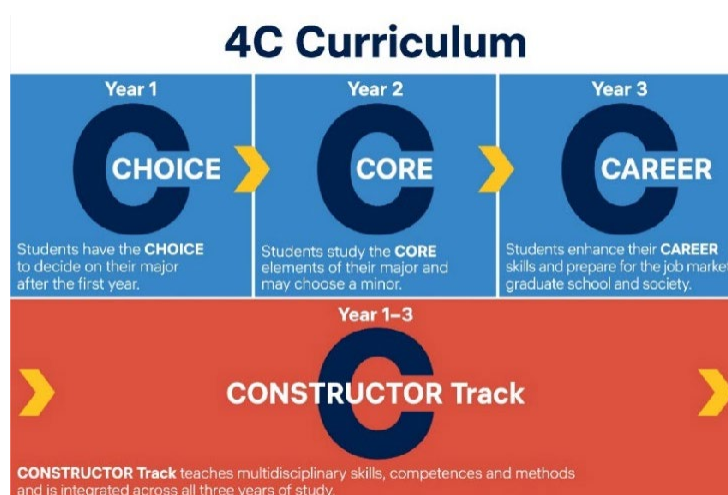 4C Curriculum
Year 1
CHOICE
Students have the CHOICE
to decide on their major
after the first year.
Year 2
CORE
Students study the CORE
elements of their major and
may choose a minor.
Year 3
CAREER
Students enhance their CAREER
skills and prepare for the job market
graduate school and society.
Year 1–3
CONSTRUCTOR Track
CONSTRUCTOR Track teaches multidisciplinary skills, competences and methods
and is integrated across all three years of study.